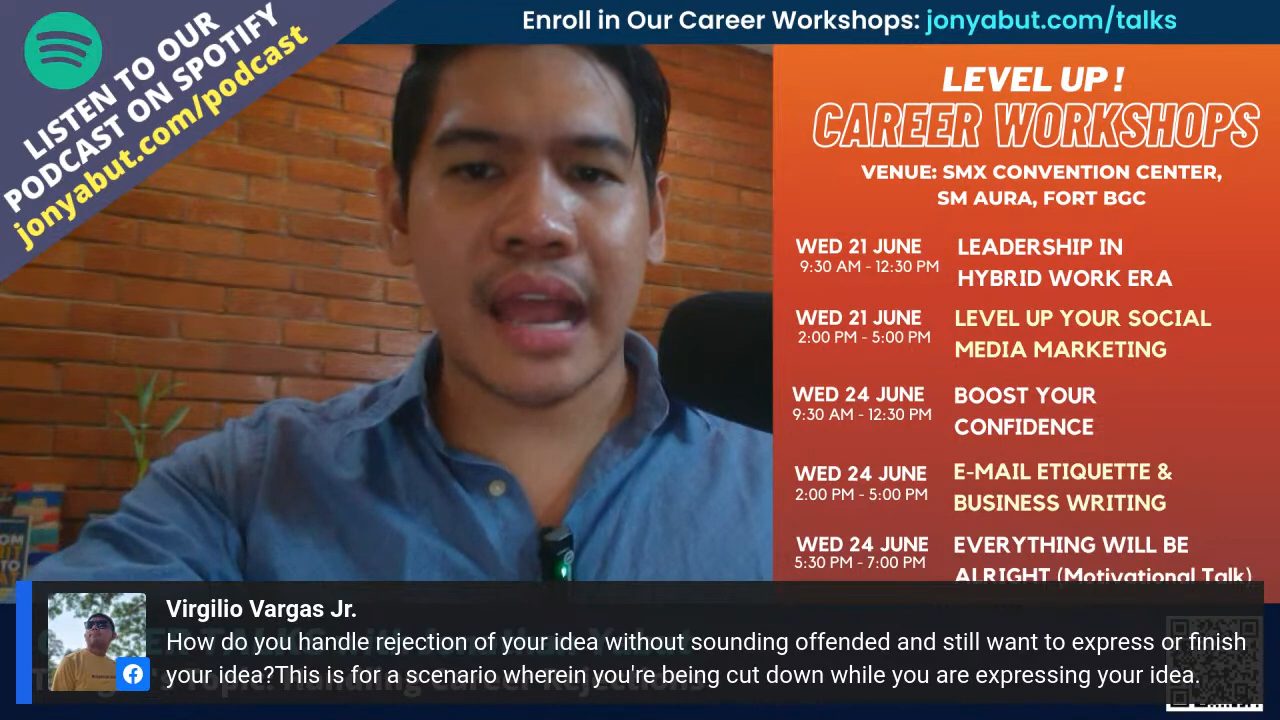 LISTEN TO OUR
PODCAST ON SPOTIFY
jonyabut.com/podcast
Enroll in Our Career Workshops: jonyabut.com/talks
LEVEL UP!
CAREER WORKSHOPS
VENUE: SMX CONVENTION CENTER,
SM AURA, FORT BGC
WED 21 JUNE
9:30 AM - 12:30 PM
LEADERSHIP IN
HYBRID WORK ERA
WED 21 JUNE
2:00 PM - 5:00 PM
LEVEL UP YOUR SOCIAL
MEDIA MARKETING
WED 24 JUNE
9:30 AM - 12:30 PM
BOOST YOUR
CONFIDENCE
WED 24 JUNE
2:00 PM - 5:00 PM
E-MAIL ETIQUETTE &
BUSINESS WRITING
WED 24 JUNE
5:30 PM - 7:00 PM
EVERYTHING WILL BE
ALRIGHT (Motivational Talk)
Virgilio Vargas Jr.
How do you handle rejection of your idea without sounding offended and still want to express or finish
your idea?This is for a scenario wherein you're being cut down while you are expressing your idea.